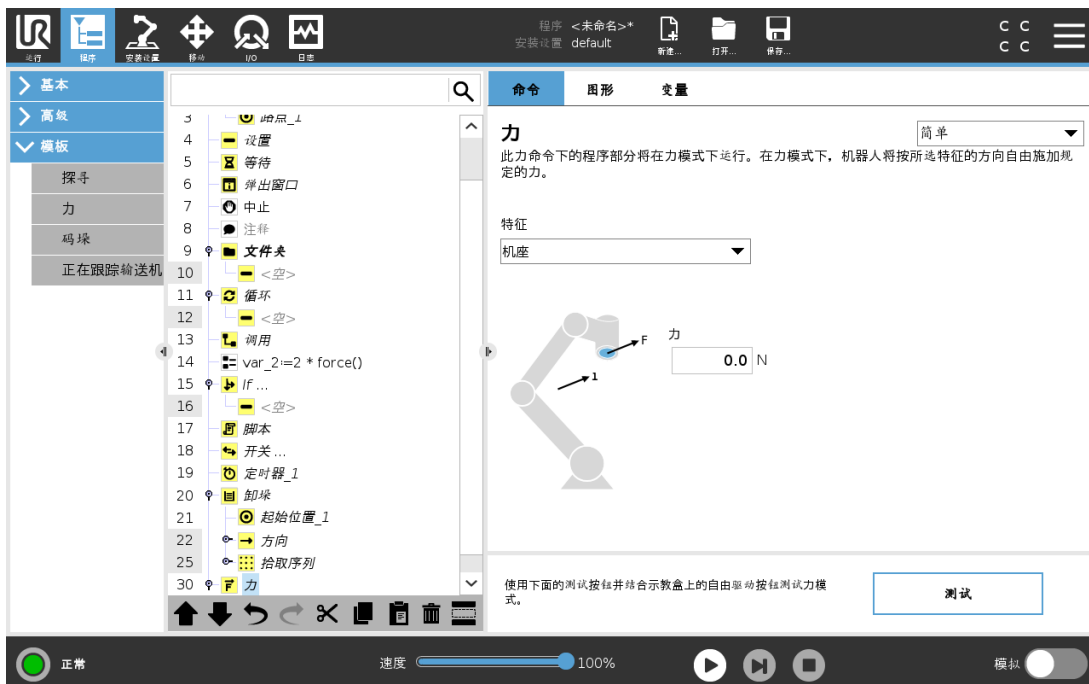 UR
运行
程序
安装设置
移动
I/O
日志
程序 <未命名>*
安装设置 default
新建...
打开...
保存...
C C
C C
基本
高级
模板
探寻
力
码垛
正在跟踪输送机
3 路点_1
4 设置
5 等待
6 弹出窗口
7 中止
8 注释
9 文件夹
10 <空>
11 循环
12 <空>
13 调用
14 var_2:=2 * force()
15 If ...
16 <空>
17 脚本
18 开关 ...
19 定时器_1
20 卸垛
21 起始位置_1
22 方向
25 拾取序列
30 力
命令
图形
变量
力
简单
此力命令下的程序部分将在力模式下运行。在力模式下，机器人将按所选特征的方向自由施加规
定的力。
特征
机座
F
1
力
0.0 N
使用下面的测试按钮并结合示教盒上的自由驱动按钮测试力模
式。
测试
正常
速度 100%
模拟